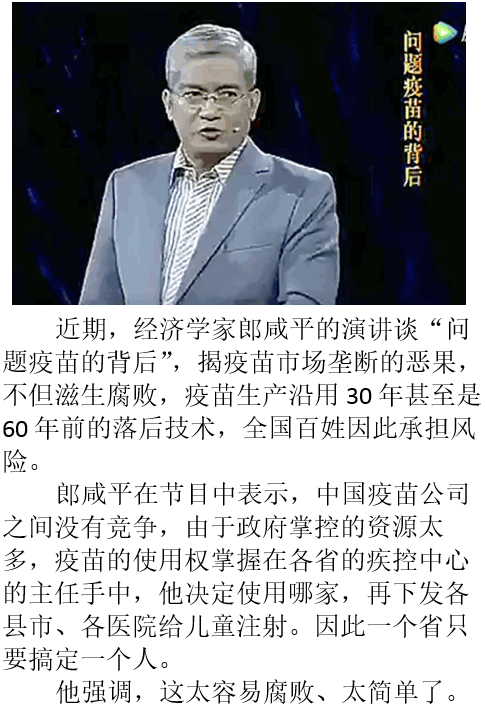 问题疫苗的背后
近期，经济学家郎咸平的演讲谈“问
题疫苗的背后”，揭疫苗市场垄断的恶果，
不但滋生腐败，疫苗生产沿用 30 年甚至是
60 年前的落后技术，全国百姓因此承担风
险。
郎咸平在节目中表示，中国疫苗公司
之间没有竞争，由于政府掌控的资源太
多，疫苗的使用权掌握在各省的疾控中心
的主任手中，他决定使用哪家，再下发各
县市、各医院给儿童注射。因此一个省只
要搞定一个人。
他强调，这太容易腐败、太简单了。